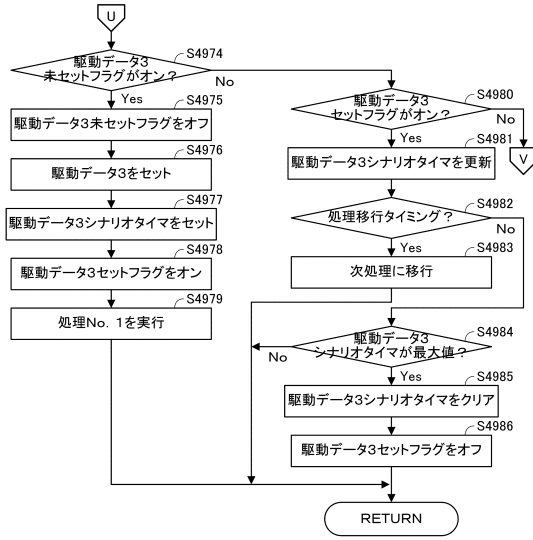 U
駆動データ3
未セットフラグがオン?
S4974
No
Yes
S4975
駆動データ3未セットフラグをオフ
S4976
駆動データ3をセット
S4977
駆動データ3シナリオタイマをセット
S4978
駆動データ3セットフラグをオン
S4979
処理No. 1を実行
駆動データ3
セットフラグがオン?
S4980
No
V
Yes
S4981
駆動データ3シナリオタイマを更新
S4982
処理移行タイミング?
No
Yes
S4983
次処理に移行
駆動データ3
シナリオタイマが最大値?
S4984
No
Yes
S4985
駆動データ3シナリオタイマをクリア
S4986
駆動データ3セットフラグをオフ
RETURN